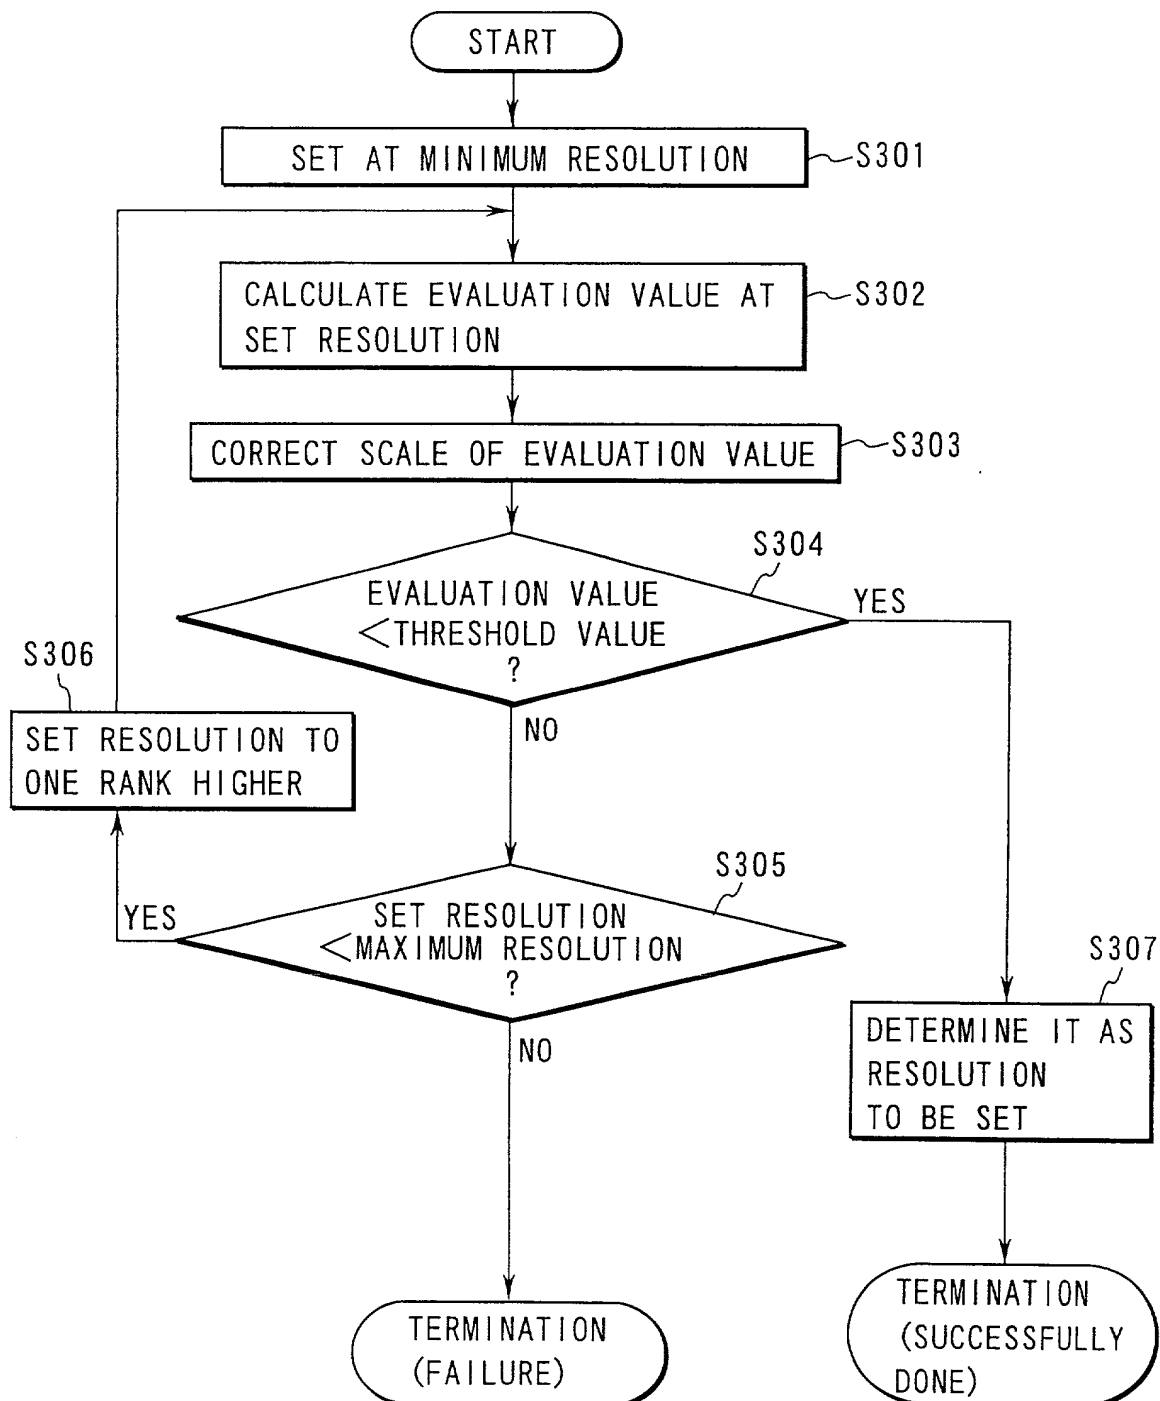 START
SET AT MINIMUM RESOLUTION
S301
CALCULATE EVALUATION VALUE AT
SET RESOLUTION
S302
CORRECT SCALE OF EVALUATION VALUE
S303
S304
EVALUATION VALUE
<THRESHOLD VALUE
?
YES
NO
S306
SET RESOLUTION TO
ONE RANK HIGHER
S305
SET RESOLUTION
<MAXIMUM RESOLUTION
?
YES
NO
S307
DETERMINE IT AS
RESOLUTION
TO BE SET
TERMINATION
(FAILURE)
TERMINATION
(SUCCESSFULLY
DONE)